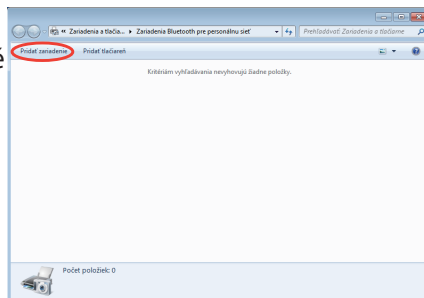 « Zariadenia a tlačia... ▸ Zariadenia Bluetooth pre personálnu sieť
Prehľadávať: Zariadenia a tlačiarne
Pridať zariadenie Pridať tlačiareň
Kritériám vyhľadávania nevyhovujú žiadne položky.
Počet položiek: 0